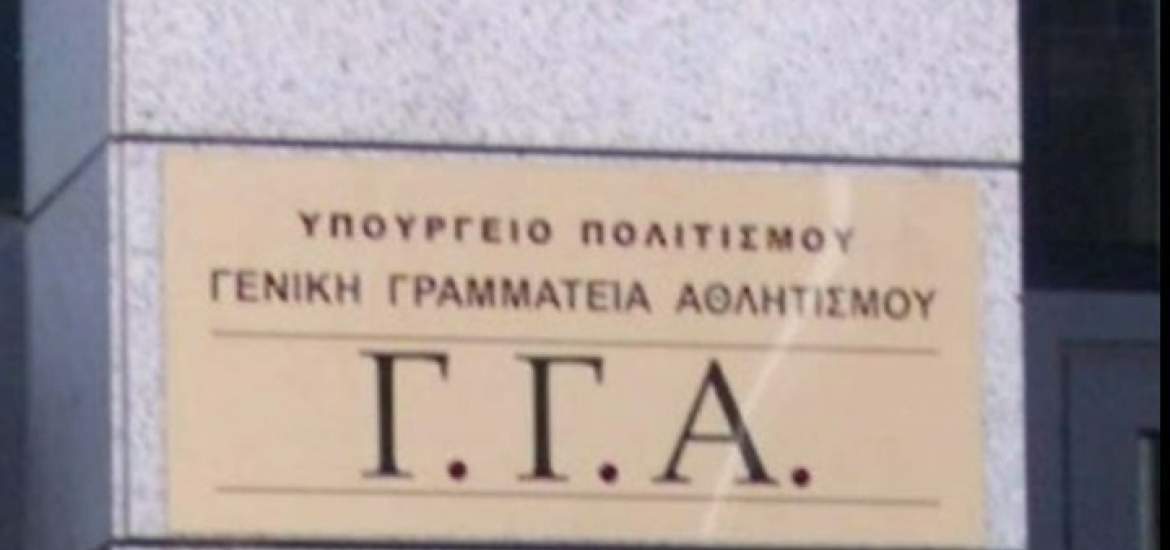 ΥΠΟΥΡΓΕΙΟ ΠΟΛΙΤΙΣΜΟΥ
ΓΕΝΙΚΗ ΓΡΑΜΜΑΤΕΙΑ ΑΘΛΗΤΙΣΜΟΥ
Γ.Γ.Α.